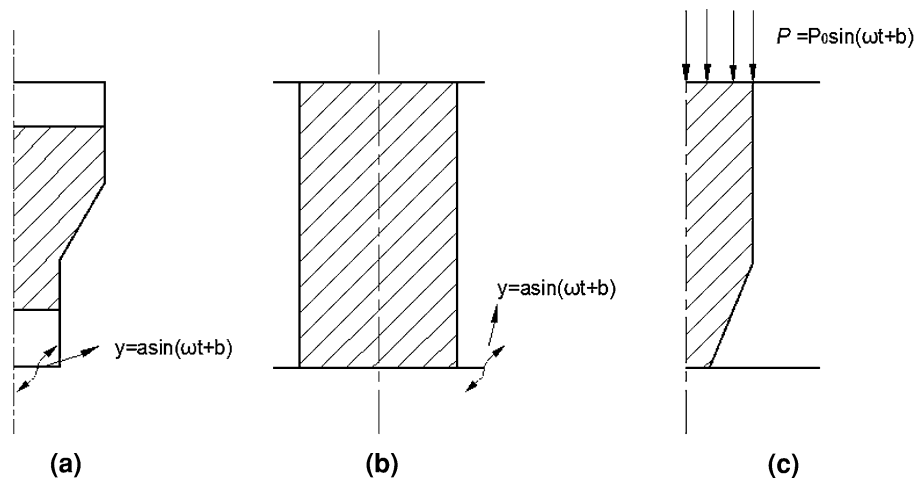 P =P₀sin(ωt+b)
y=asin(ωt+b)
y=asin(ωt+b)
(a)
(b)
(c)